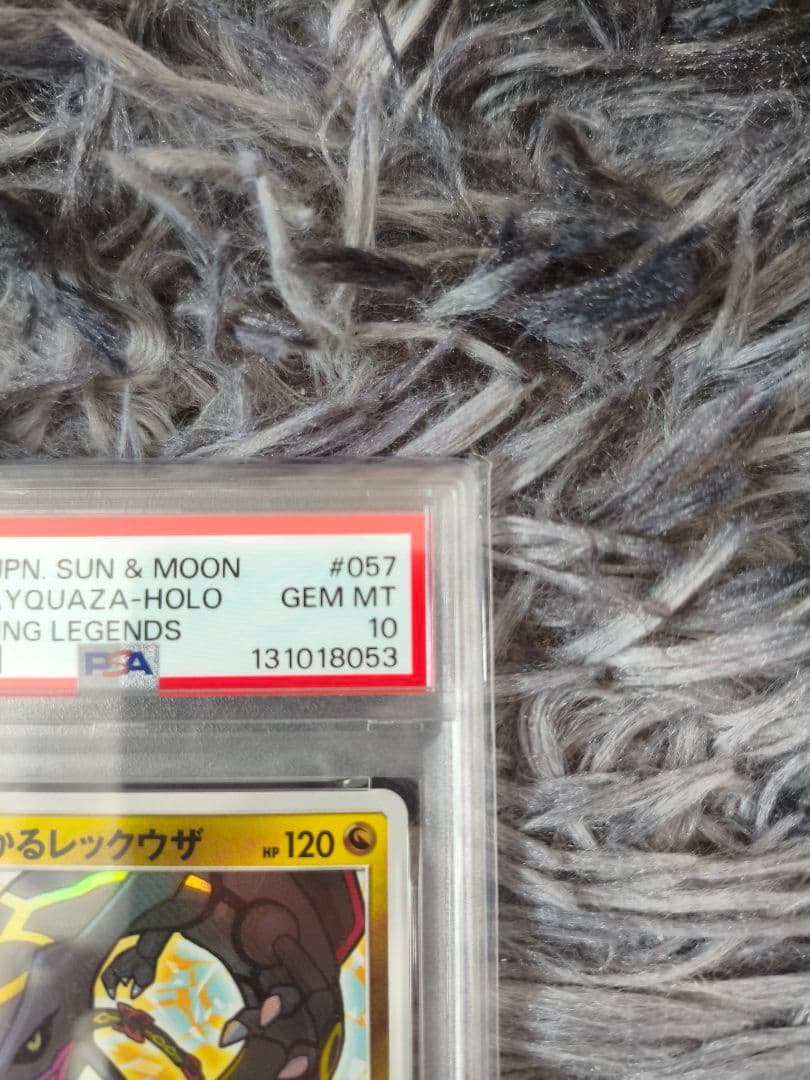 JPN. SUN & MOON #057
AYQUAZA-HOLO GEM MT
ING LEGENDS 10
PSA 131018053
かるレックウザ HP 120